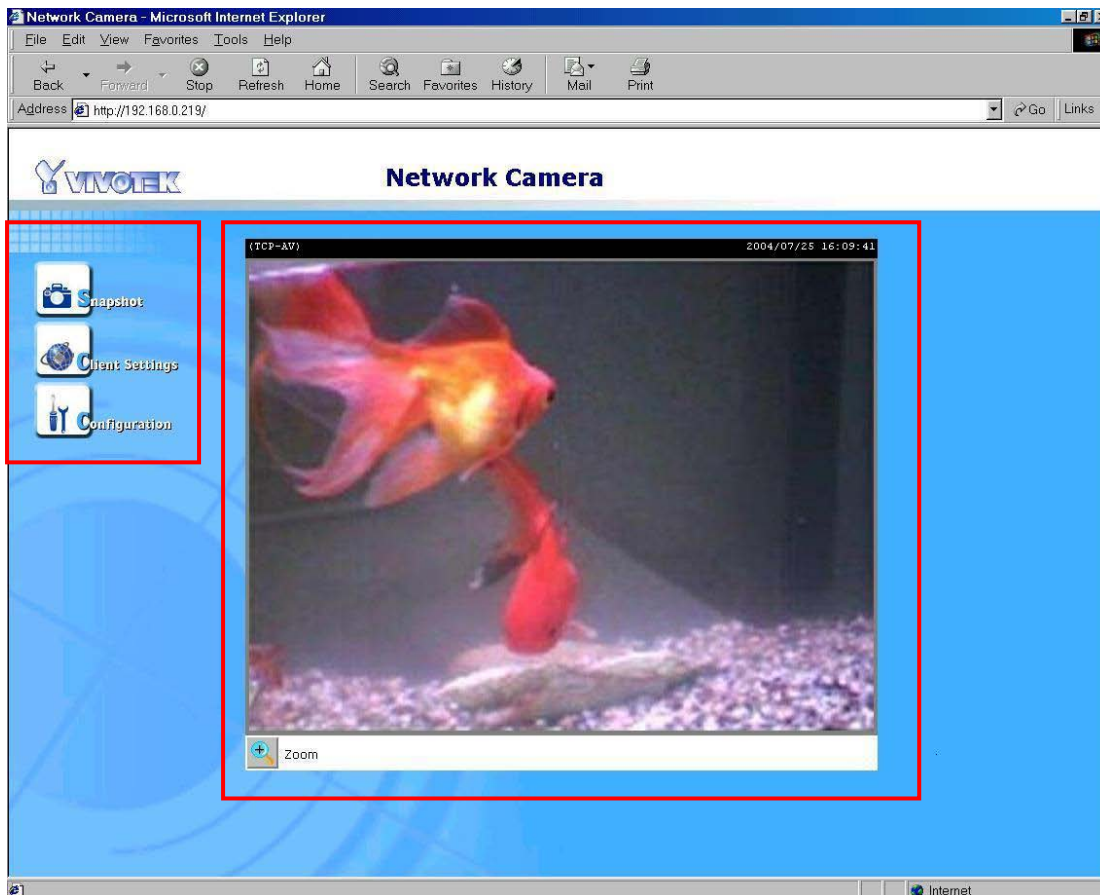 Network Camera - Microsoft Internet Explorer
File Edit View Favorites Tools Help
Back Forward Stop Refresh Home Search Favorites History Mail Print
Address http://192.168.0.219/ Go Links
VIVOTEK
Network Camera
(TCP-AV) 2004/07/25 16:09:41
Snapshot
Client Settings
Configuration
Zoom
Internet